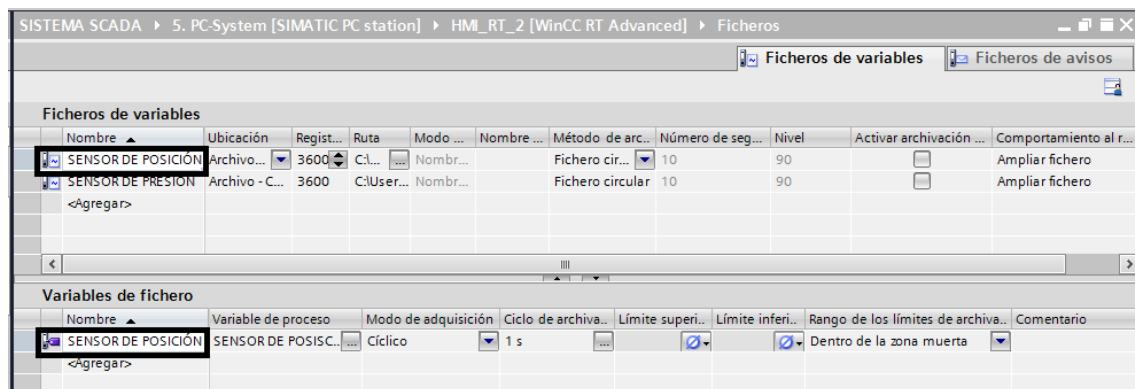 SISTEMA SCADA ▸ 5. PC-System [SIMATIC PC station] ▸ HMI_RT_2 [WinCC RT Advanced] ▸ Ficheros
Ficheros de variables Ficheros de avisos
Ficheros de variables
Nombre Ubicación Regist... Ruta Modo ... Nombre ... Método de arc... Número de seg... Nivel Activar archivación ... Comportamiento al r...
SENSOR DE POSICIÓN Archivo... 3600 C:\... ... Nombr... Fichero cir... 10 90 Ampliar fichero
SENSOR DE PRESIÓN Archivo - C... 3600 C:\User... Nombr... Fichero circular 10 90 Ampliar fichero
<Agregar>
Variables de fichero
Nombre Variable de proceso Modo de adquisición Ciclo de archiva.. Límite superi.. Límite inferi.. Rango de los límites de archiva.. Comentario
SENSOR DE POSICIÓN SENSOR DE POSISC... ... Cíclico 1 s ... Dentro de la zona muerta
<Agregar>